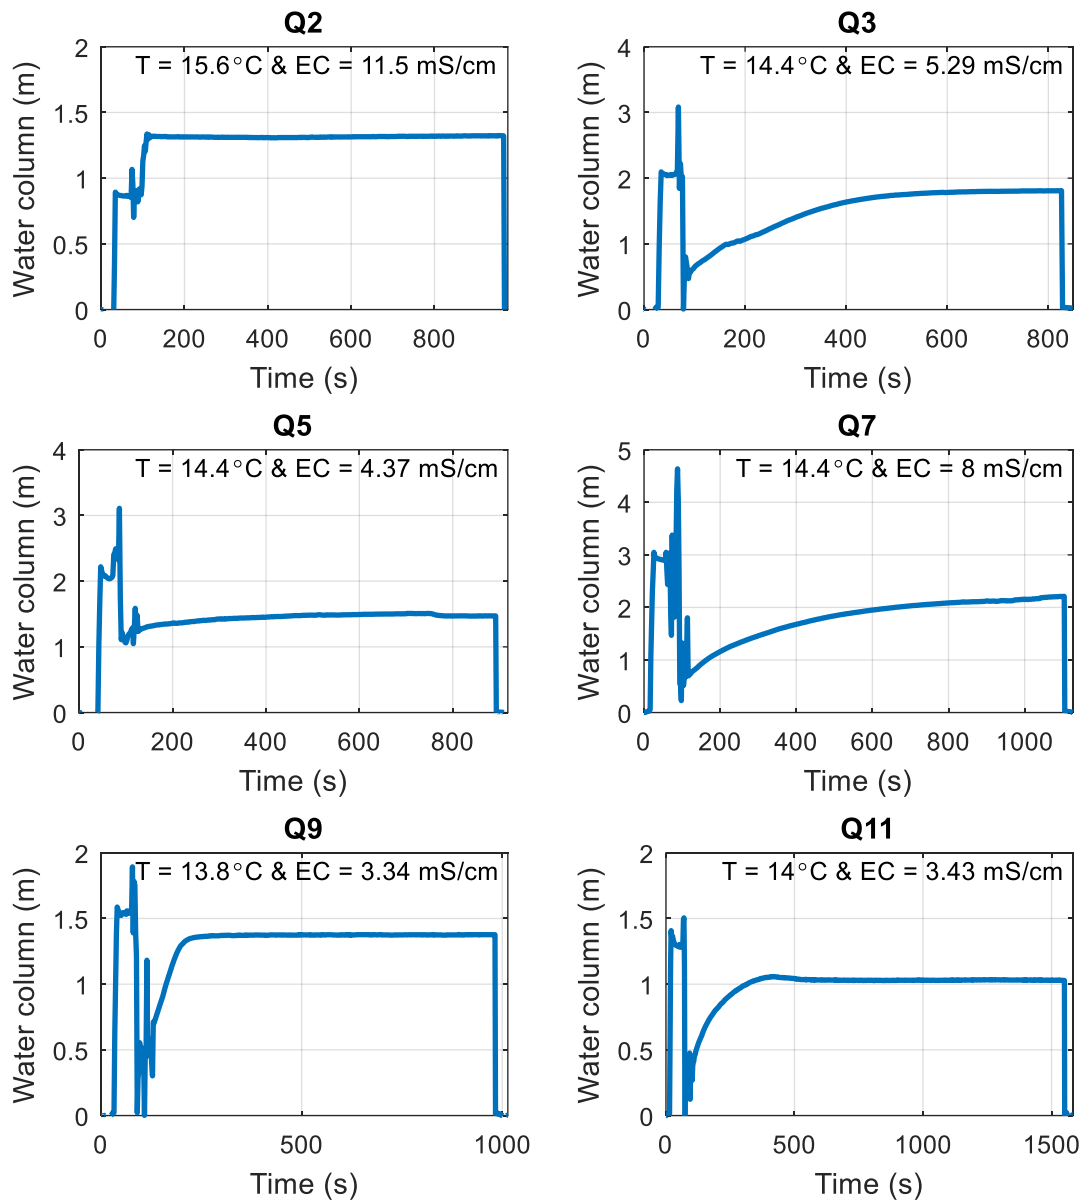 Q2
T = 15.6°C & EC = 11.5 mS/cm
2
1.5
1
0.5
0
Water column (m)
0 200 400 600 800
Time (s)
Q3
T = 14.4°C & EC = 5.29 mS/cm
4
3
2
1
0
Water column (m)
0 200 400 600 800
Time (s)
Q5
T = 14.4°C & EC = 4.37 mS/cm
4
3
2
1
0
Water column (m)
0 200 400 600 800
Time (s)
Q7
T = 14.4°C & EC = 8 mS/cm
5
4
3
2
1
0
Water column (m)
0 200 400 600 800 1000
Time (s)
Q9
T = 13.8°C & EC = 3.34 mS/cm
2
1.5
1
0.5
0
Water column (m)
0 500 1000
Time (s)
Q11
T = 14°C & EC = 3.43 mS/cm
2
1.5
1
0.5
0
Water column (m)
0 500 1000 1500
Time (s)